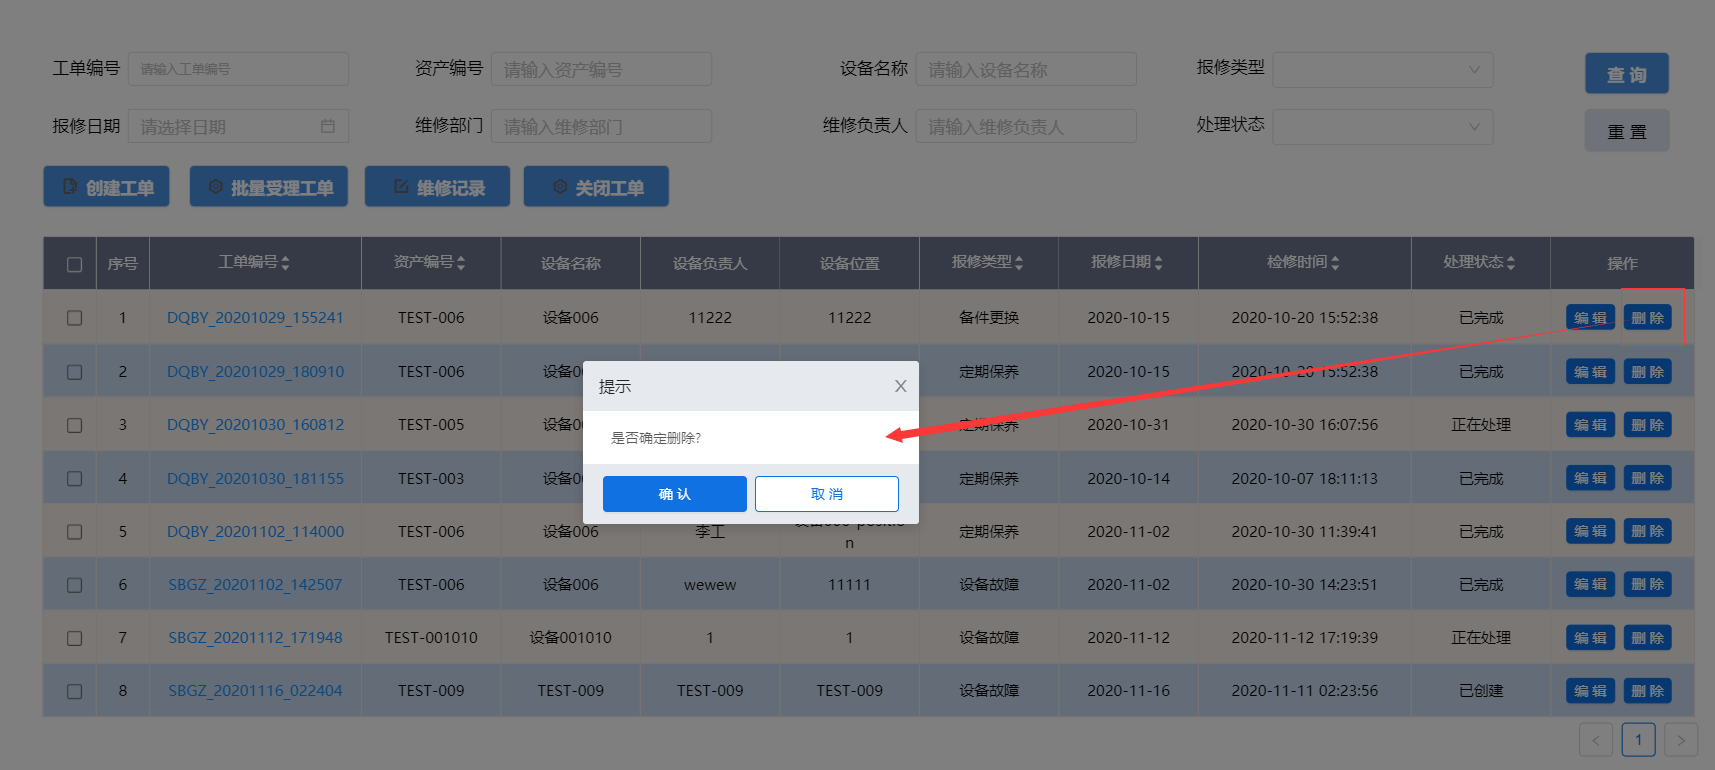 工单编号 请输入工单编号 资产编号 请输入资产编号 设备名称 请输入设备名称 报修类型 查 询
报修日期 请选择日期 维修部门 请输入维修部门 维修负责人 请输入维修负责人 处理状态 重 置
创建工单 批量受理工单 维修记录 关闭工单
序号 工单编号 资产编号 设备名称 设备负责人 设备位置 报修类型 报修日期 检修时间 处理状态 操作
1 DQBY_20201029_155241 TEST-006 设备006 11222 11222 备件更换 2020-10-15 2020-10-20 15:52:38 已完成 编 辑 删 除
2 DQBY_20201029_180910 TEST-006 设备0 定期保养 2020-10-15 2020-10-20 15:52:38 已完成 编 辑 删 除
3 DQBY_20201030_160812 TEST-005 设备0 定期保养 2020-10-31 2020-10-30 16:07:56 正在处理 编 辑 删 除
4 DQBY_20201030_181155 TEST-003 设备0 定期保养 2020-10-14 2020-10-07 18:11:13 已完成 编 辑 删 除
5 DQBY_20201102_114000 TEST-006 设备006 李工 设备006-positio
n 定期保养 2020-11-02 2020-10-30 11:39:41 已完成 编 辑 删 除
6 SBGZ_20201102_142507 TEST-006 设备006 wewew 11111 设备故障 2020-11-02 2020-10-30 14:23:51 已完成 编 辑 删 除
7 SBGZ_20201112_171948 TEST-001010 设备001010 1 1 设备故障 2020-11-12 2020-11-12 17:19:39 正在处理 编 辑 删 除
8 SBGZ_20201116_022404 TEST-009 TEST-009 TEST-009 TEST-009 设备故障 2020-11-16 2020-11-11 02:23:56 已创建 编 辑 删 除
提示
是否确定删除?
确 认 取 消
< 1 >